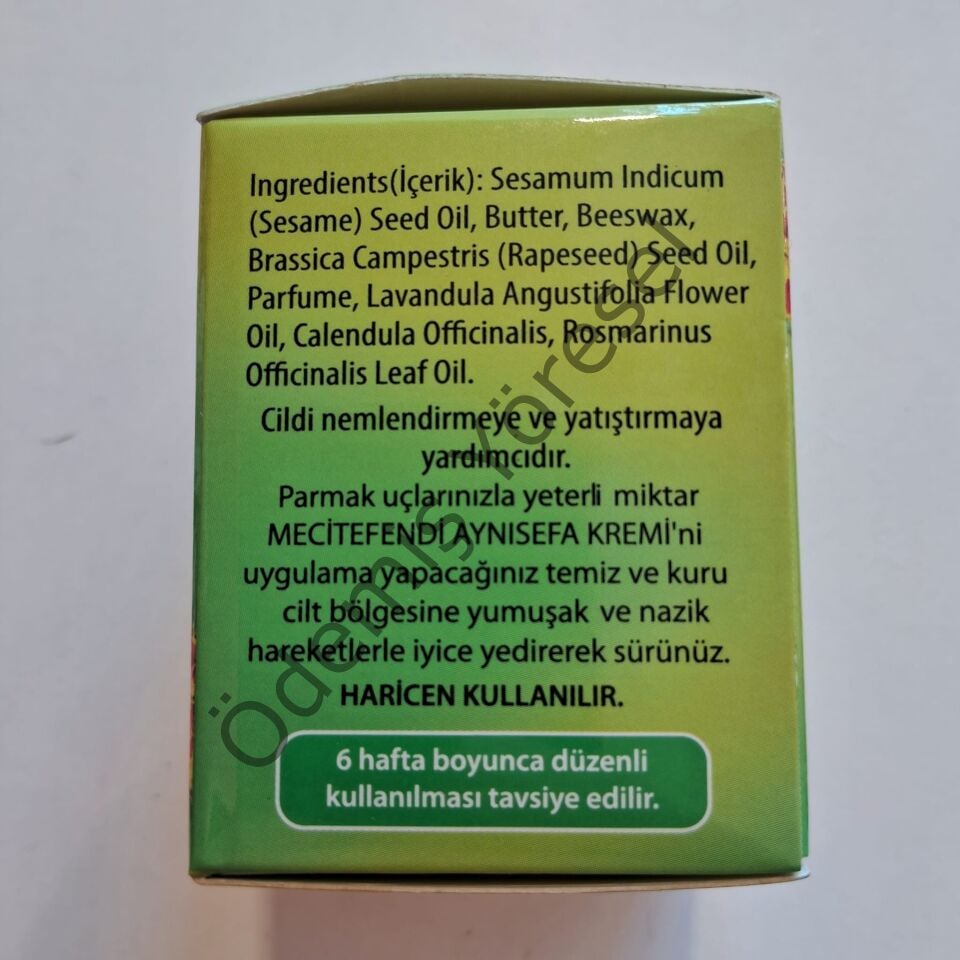 Ingredients(İçerik): Sesamum Indicum
(Sesame) Seed Oil, Butter, Beeswax,
Brassica Campestris (Rapeseed) Seed Oil,
Parfume, Lavandula Angustifolia Flower
Oil, Calendula Officinalis, Rosmarinus
Officinalis Leaf Oil.
Cildi nemlendirmeye ve yatıştırmaya
yardımcıdır.
Parmak uçlarınızla yeterli miktar
MECİTEFENDİ AYNISEFA KREMİ'ni
uygulama yapacağınız temiz ve kuru
cilt bölgesine yumuşak ve nazik
hareketlerle iyice yedirerek sürünüz.
HARİCEN KULLANILIR.
6 hafta boyunca düzenli
kullanılması tavsiye edilir.
Ödemiş Yöresel